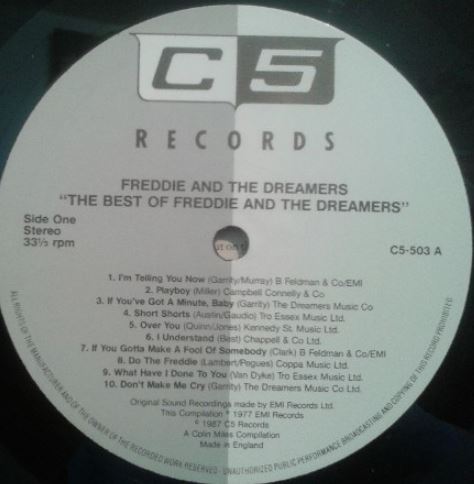 C5
RECORDS
FREDDIE AND THE DREAMERS
"THE BEST OF FREDDIE AND THE DREAMERS"
Side One
Stereo
33⅓ rpm
C5-503 A
1. I'm Telling You Now (Garrity/Murray) B Feldman & Co/EMI
2. Playboy (Miller) Campbell Connelly & Co
3. If You've Got A Minute, Baby (Garrity) The Dreamers Music Co
4. Short Shorts (Austin/Gaudio) Tro Essex Music Ltd.
5. Over You (Quinn/Jones) Kennedy St. Music Ltd.
6. I Understand (Best) Chappell & Co Ltd.
7. If You Gotta Make A Fool Of Somebody (Clark) B Feldman & Co/EMI
8. Do The Freddie (Lambert/Pegues) Coppa Music Ltd.
9. What Have I Done To You (Van Dyke) Tro Essex Music Ltd.
10. Don't Make Me Cry (Garrity) The Dreamers Music Co Ltd.
Original Sound Recordings made by EMI Records Ltd.
This Compilation ℗ 1977 EMI Records
© 1987 C5 Records
A Colin Miles Compilation
Made in England
ALL RIGHTS OF THE MANUFACTURER AND OF THE OWNER OF THE RECORDED WORK RESERVED - UNAUTHORIZED PUBLIC PERFORMANCE BROADCASTING AND COPYING OF THIS RECORD PROHIBITED